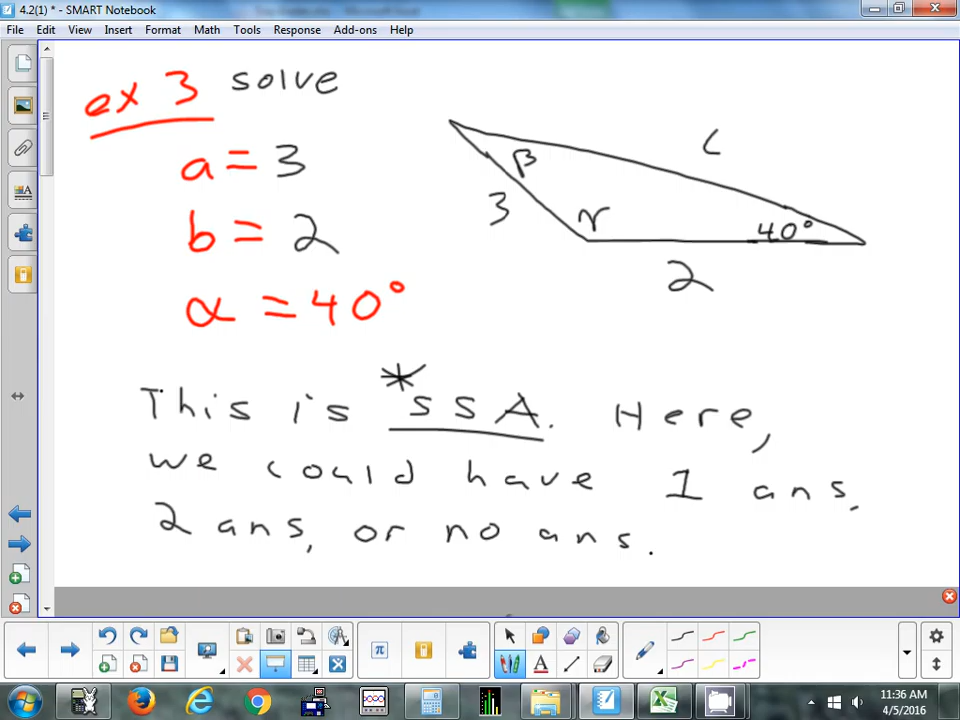 4.2(1) * - SMART Notebook
File Edit View Insert Format Math Tools Response Add-ons Help
ex 3 solve
a = 3
b = 2
α = 40°
β
c
3
γ
40°
2
This is *SSA. Here,
we could have 1 ans,
2 ans, or no ans.
11:36 AM
4/5/2016